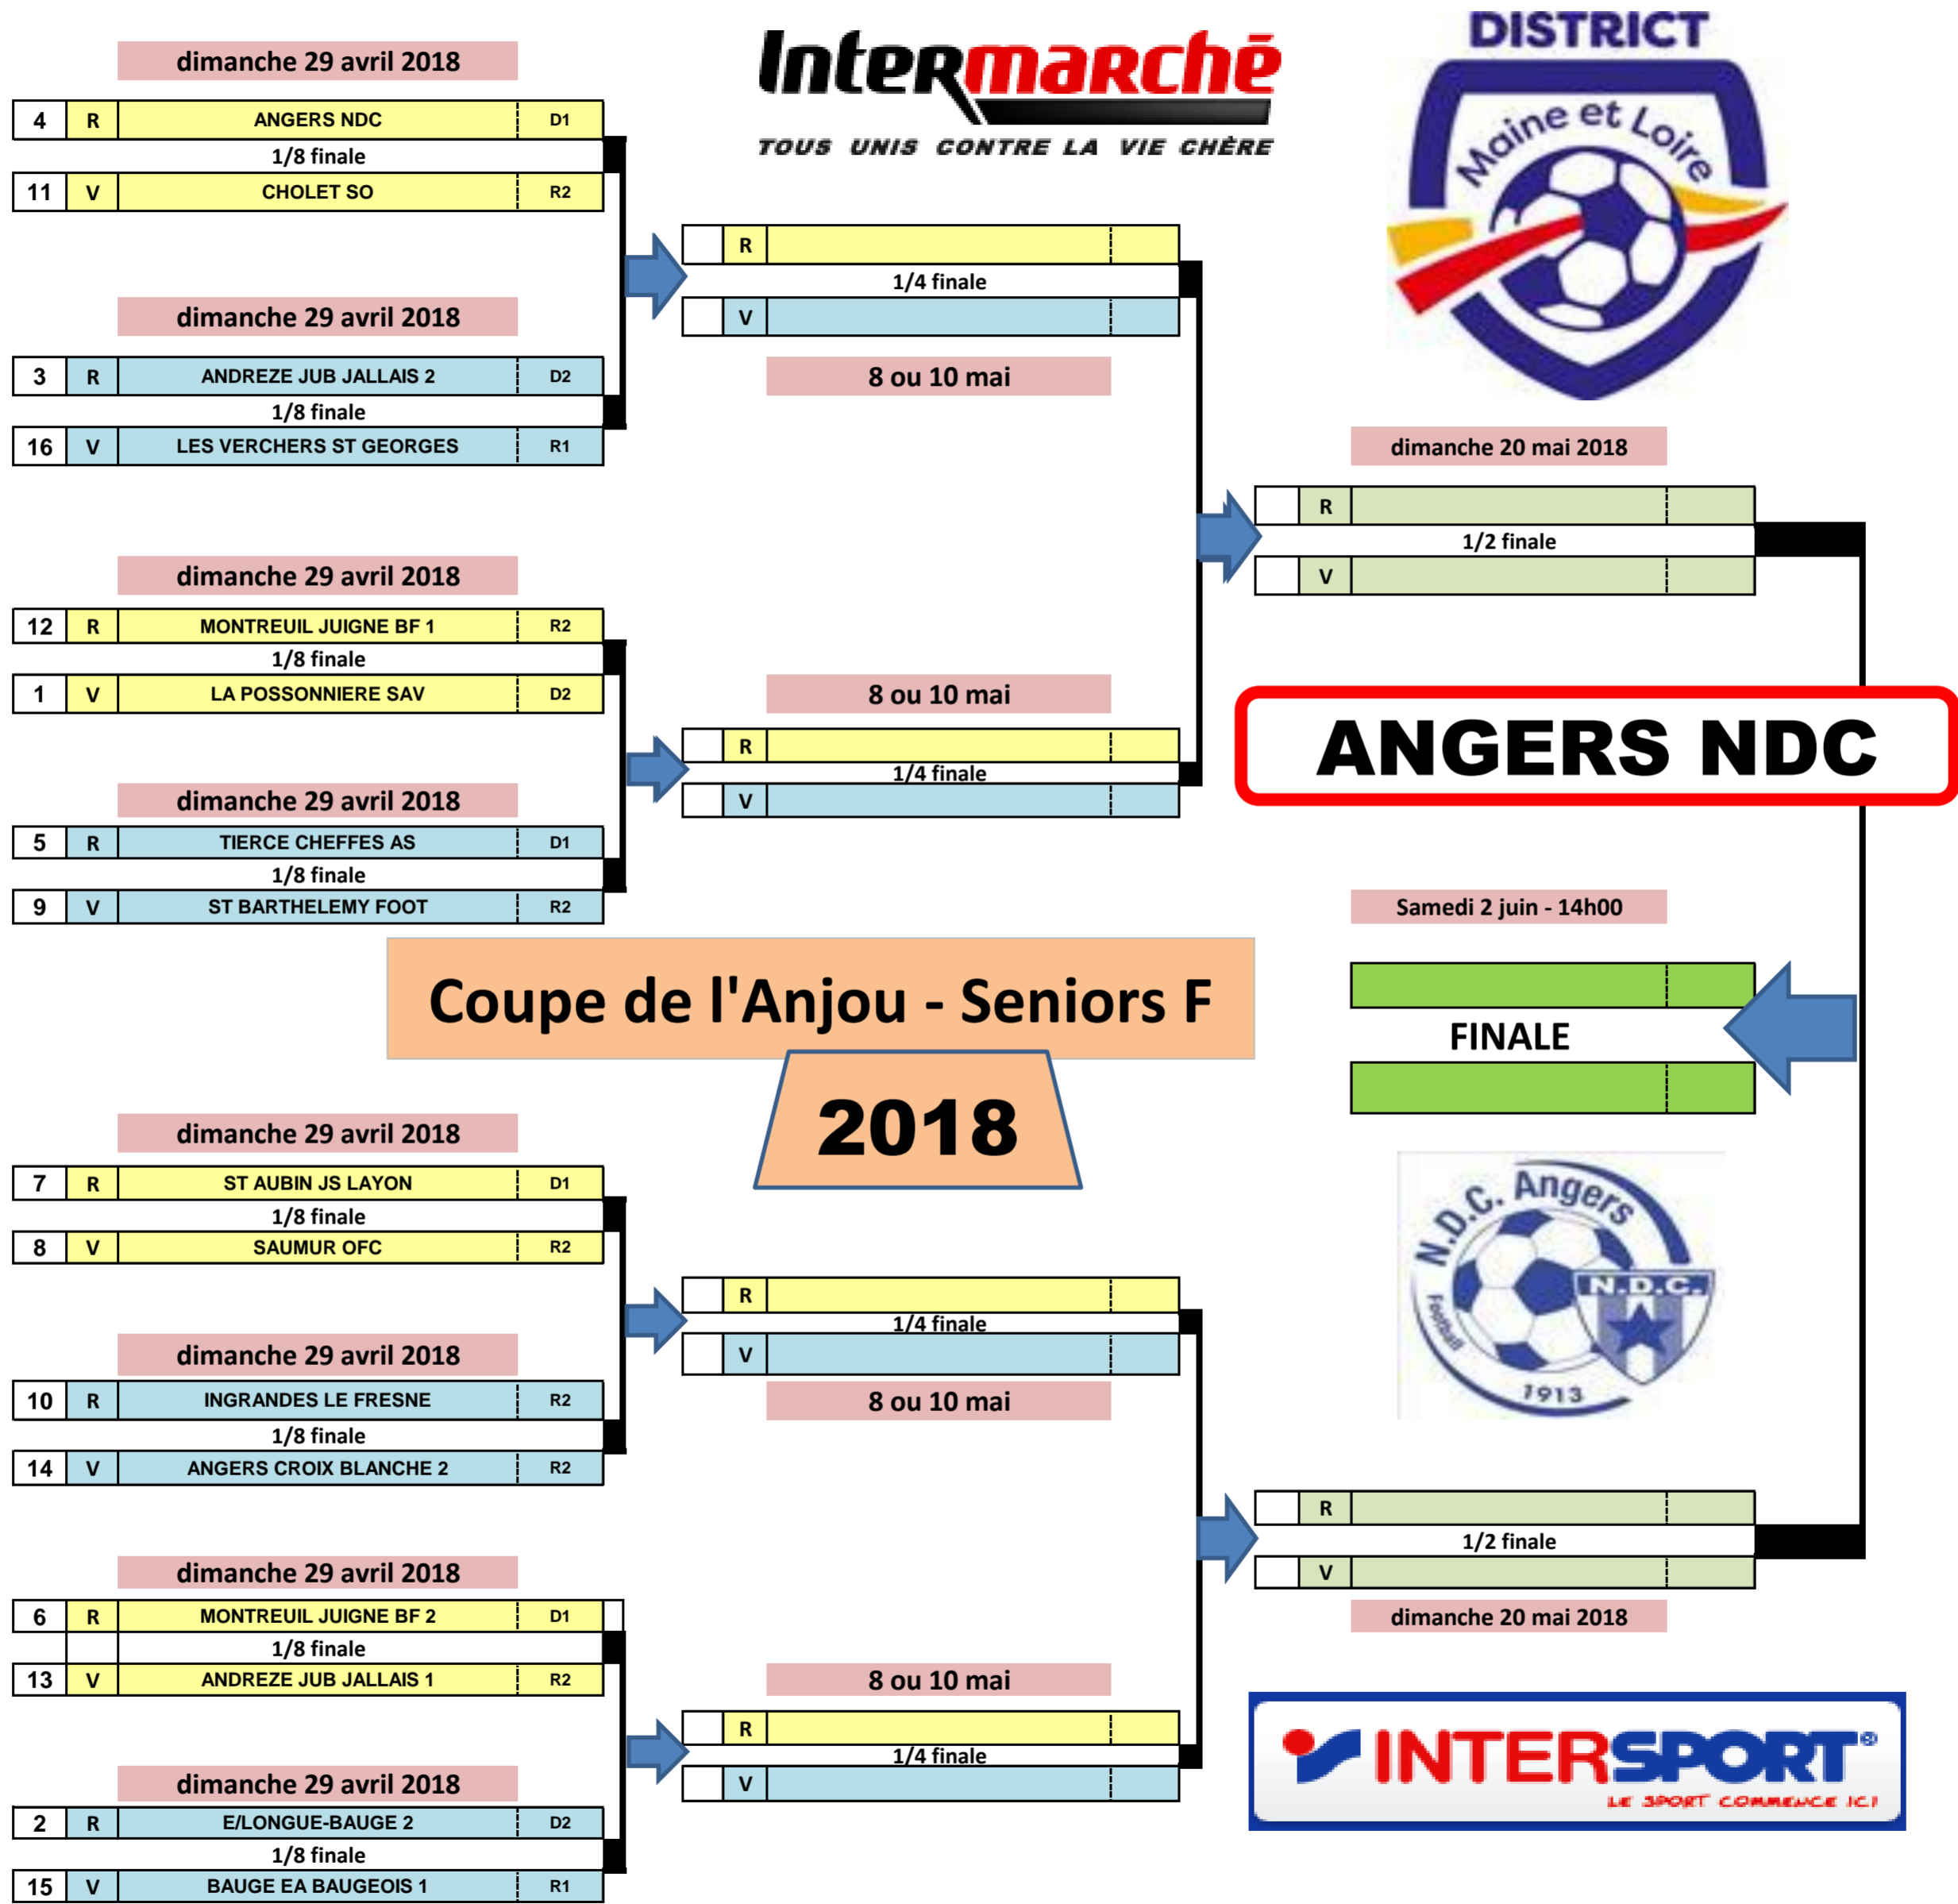 dimanche 29 avril 2018
4 R ANGERS NDC D1
1/8 finale
11 V CHOLET SO R2
dimanche 29 avril 2018
3 R ANDREZE JUB JALLAIS 2 D2
1/8 finale
16 V LES VERCHERS ST GEORGES R1
dimanche 29 avril 2018
12 R MONTREUIL JUIGNE BF 1 R2
1/8 finale
1 V LA POSSONNIERE SAV D2
dimanche 29 avril 2018
5 R TIERCE CHEFFES AS D1
1/8 finale
9 V ST BARTHELEMY FOOT R2
Intermarchē
TOUS UNIS CONTRE LA VIE CHÈRE
DISTRICT
Maine et Loire
R
1/4 finale
V
8 ou 10 mai
8 ou 10 mai
R
1/4 finale
V
dimanche 20 mai 2018
R
1/2 finale
V
ANGERS NDC
Samedi 2 juin - 14h00
FINALE
Coupe de l'Anjou - Seniors F
2018
dimanche 29 avril 2018
7 R ST AUBIN JS LAYON D1
1/8 finale
8 V SAUMUR OFC R2
dimanche 29 avril 2018
10 R INGRANDES LE FRESNE R2
1/8 finale
14 V ANGERS CROIX BLANCHE 2 R2
dimanche 29 avril 2018
6 R MONTREUIL JUIGNE BF 2 D1
1/8 finale
13 V ANDREZE JUB JALLAIS 1 R2
dimanche 29 avril 2018
2 R E/LONGUE-BAUGE 2 D2
1/8 finale
15 V BAUGE EA BAUGEOIS 1 R1
R
1/4 finale
V
8 ou 10 mai
8 ou 10 mai
R
1/4 finale
V
N.D.C. Angers
N.D.C.
Football
1913
R
1/2 finale
V
dimanche 20 mai 2018
INTERSPORT®
LE SPORT COMMENCE ICI